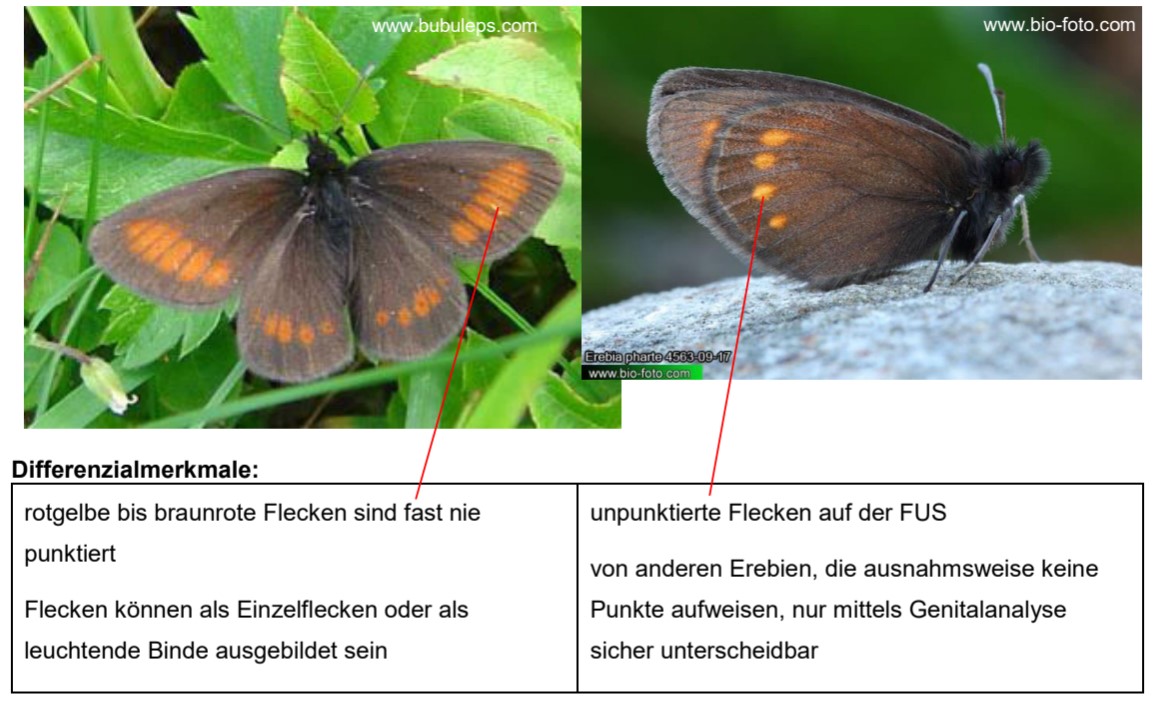 www.bubuleps.com
www.bio-foto.com
Erebia pharte 4563-09-17
www.bio-foto.com
Differenzialmerkmale:
rotgelbe bis braunrote Flecken sind fast nie
punktiert
Flecken können als Einzelflecken oder als
leuchtende Binde ausgebildet sein
unpunktierte Flecken auf der FUS
von anderen Erebien, die ausnahmsweise keine
Punkte aufweisen, nur mittels Genitalanalyse
sicher unterscheidbar